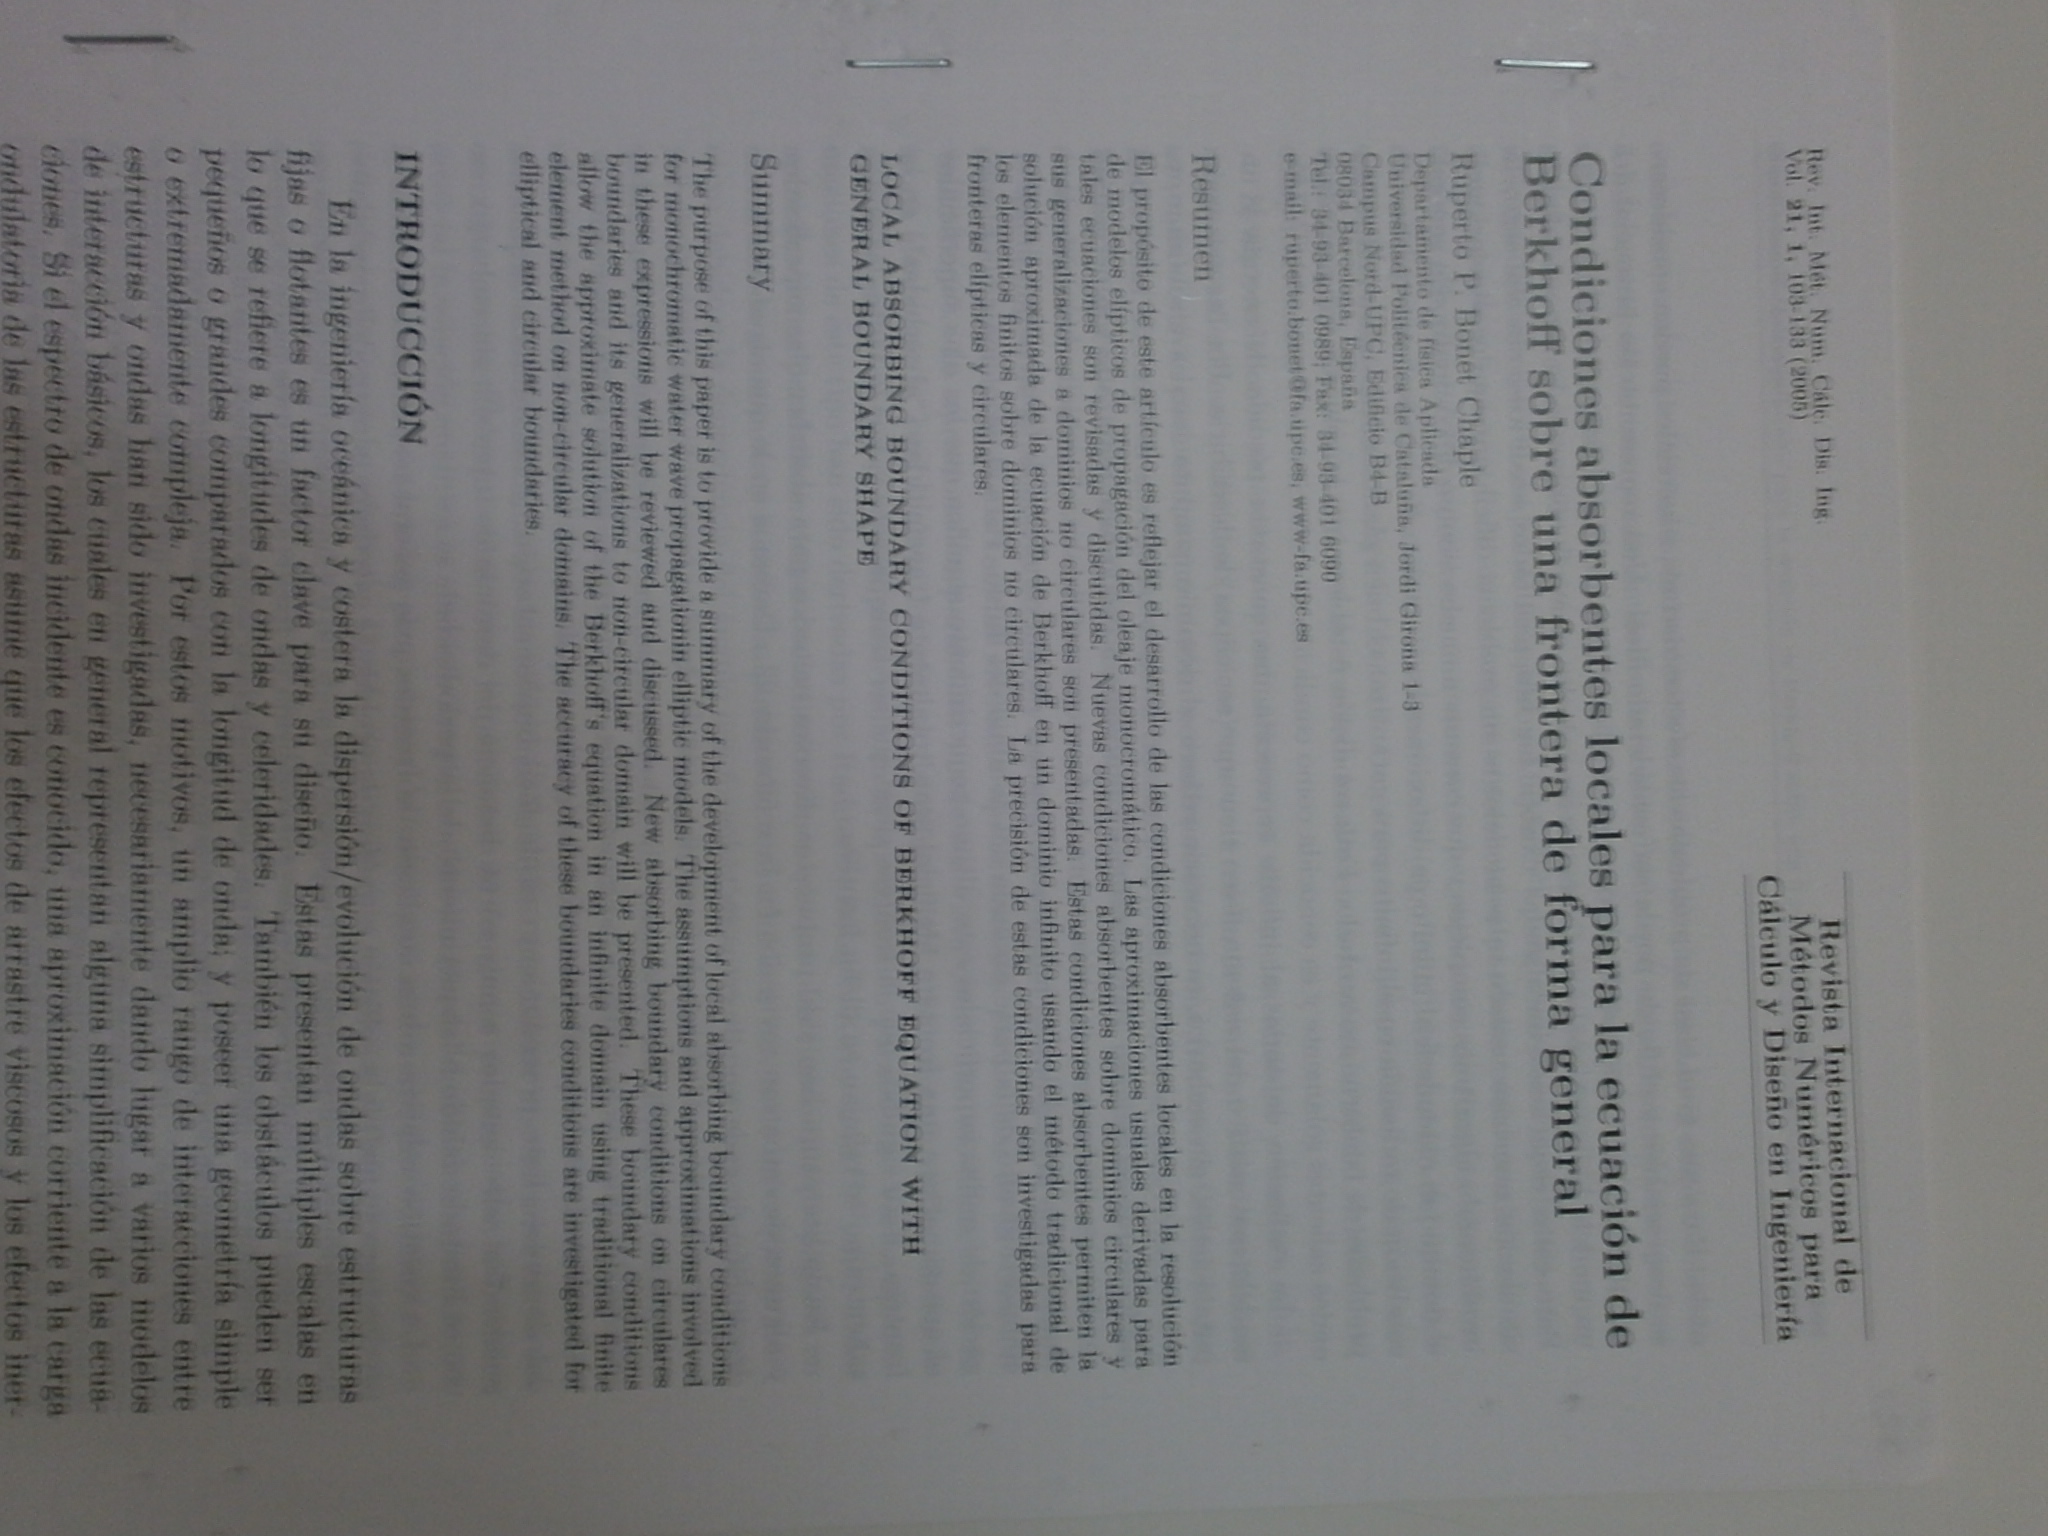 Rev. Int. Mét. Num. Cálc. Dis. Ing.
Vol. 21, 1, 103-133 (2005)
Revista Internacional de
Métodos Numéricos para
Cálculo y Diseño en Ingeniería
Condiciones absorbentes locales para la ecuación de
Berkhoff sobre una frontera de forma general
Ruperto P. Bonet Chaple
Departamento de física Aplicada
Universidad Politécnica de Cataluña, Jordi Girona 1-3
Campus Nord-UPC, Edificio B4-B
08034 Barcelona, España
Tel.: 34-93-401 6989; Fax: 34-93-401 6090
e-mail: ruperto.bonet@fa.upc.es, www-fa.upc.es
Resumen
El propósito de este artículo es reflejar el desarrollo de las condiciones absorbentes locales en la resolución
de modelos elípticos de propagación del oleaje monocromático. Las aproximaciones usuales derivadas para
tales ecuaciones son revisadas y discutidas. Nuevas condiciones absorbentes sobre dominios circulares y
sus generalizaciones a dominios no circulares son presentadas. Estas condiciones absorbentes permiten la
solución aproximada de la ecuación de Berkhoff en un dominio infinito usando el método tradicional de
los elementos finitos sobre dominios no circulares. La precisión de estas condiciones son investigadas para
fronteras elípticas y circulares.
LOCAL ABSORBING BOUNDARY CONDITIONS OF BERKHOFF EQUATION WITH
GENERAL BOUNDARY SHAPE
Summary
The purpose of this paper is to provide a summary of the development of local absorbing boundary conditions
for monochromatic water wave propagationin elliptic models. The assumptions and approximations involved
in these expressions will be reviewed and discussed. New absorbing boundary conditions on circulares
boundaries and its generalizations to non-circular domain will be presented. These boundary conditions
allow the approximate solution of the Berkhoff's equation in an infinite domain using traditional finite
element method on non-circular domains. The accuracy of these boundaries conditions are investigated for
elliptical and circular boundaries.
INTRODUCCIÓN
En la ingeniería oceánica y costera la dispersión/evolución de ondas sobre estructuras
fijas o flotantes es un factor clave para su diseño. Estas presentan múltiples escalas en
lo que se refiere a longitudes de ondas y celeridades. También los obstáculos pueden ser
pequeños o grandes comparados con la longitud de onda; y poseer una geometría simple
o extremadamente compleja. Por estos motivos, un amplio rango de interacciones entre
estructuras y ondas han sido investigadas, necesariamente dando lugar a varios modelos
de interacción básicos, los cuales en general representan alguna simplificación de las ecua-
ciones. Si el espectro de ondas incidente es conocido, una aproximación corriente a la carga
ondulatoria de las estructuras asume que los efectos de arrastre viscosos y los efectos iner-